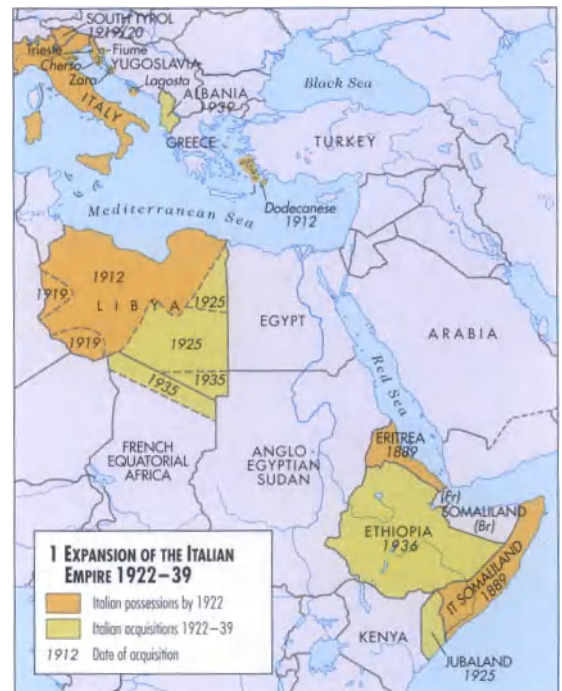 SOUTH TYROL
1919/20
Trieste
Fiume
Cherso
YUGOSLAVIA
Zara
Lagosta
ITALY
ALBANIA
1939
GREECE
Black Sea
TURKEY
Mediterranean Sea
Dodecanese
1912
1912
1919
LIBYA
1925
1919
1925
1935
1935
EGYPT
ARABIA
Red Sea
FRENCH
EQUATORIAL
AFRICA
ANGLO
EGYPTIAN
SUDAN
ERITREA
1889
(Fr)
SOMALILAND
(Br)
ETHIOPIA
1936
IT SOMALILAND
1889
KENYA
JUBALAND
1925
1 EXPANSION OF THE ITALIAN
EMPIRE 1922–39
Italian possessions by 1922
Italian acquisitions 1922–39
1912 Date of acquisition